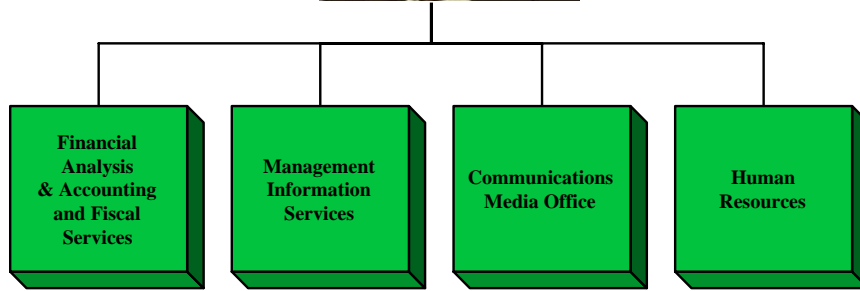 Financial
Analysis
& Accounting
and Fiscal
Services
Management
Information
Services
Communications
Media Office
Human
Resources